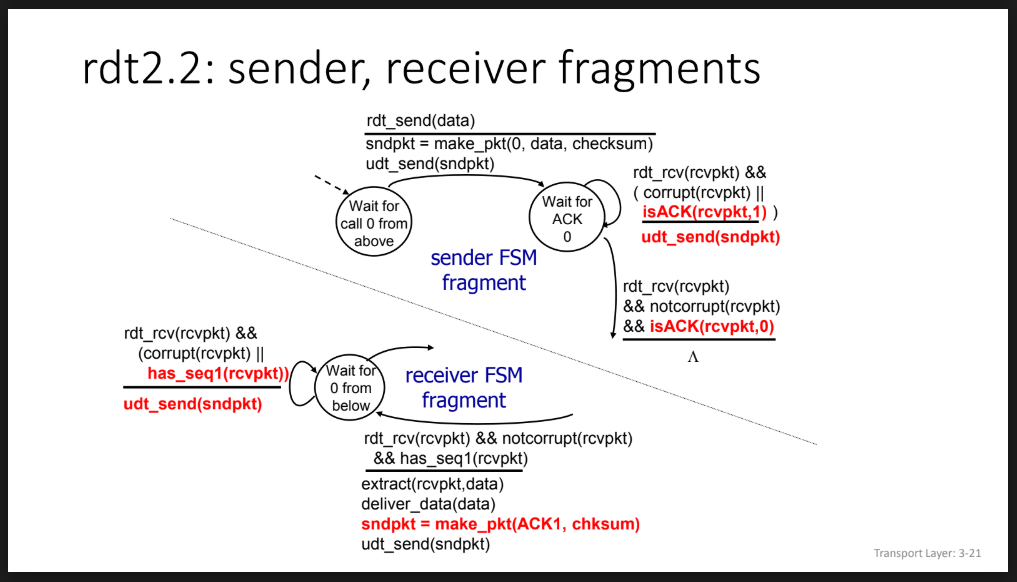 rdt2.2: sender, receiver fragments
rdt_send(data)
sndpkt = make_pkt(0, data, checksum)
udt_send(sndpkt)
Wait for
call 0 from
above
Wait for
ACK
0
rdt_rcv(rcvpkt) &&
( corrupt(rcvpkt) ||
isACK(rcvpkt,1) )
udt_send(sndpkt)
sender FSM
fragment
rdt_rcv(rcvpkt)
&& notcorrupt(rcvpkt)
&& isACK(rcvpkt,0)
Λ
rdt_rcv(rcvpkt) &&
(corrupt(rcvpkt) ||
has_seq1(rcvpkt))
udt_send(sndpkt)
Wait for
0 from
below
receiver FSM
fragment
rdt_rcv(rcvpkt) && notcorrupt(rcvpkt)
&& has_seq1(rcvpkt)
extract(rcvpkt,data)
deliver_data(data)
sndpkt = make_pkt(ACK1, chksum)
udt_send(sndpkt)
Transport Layer: 3-21